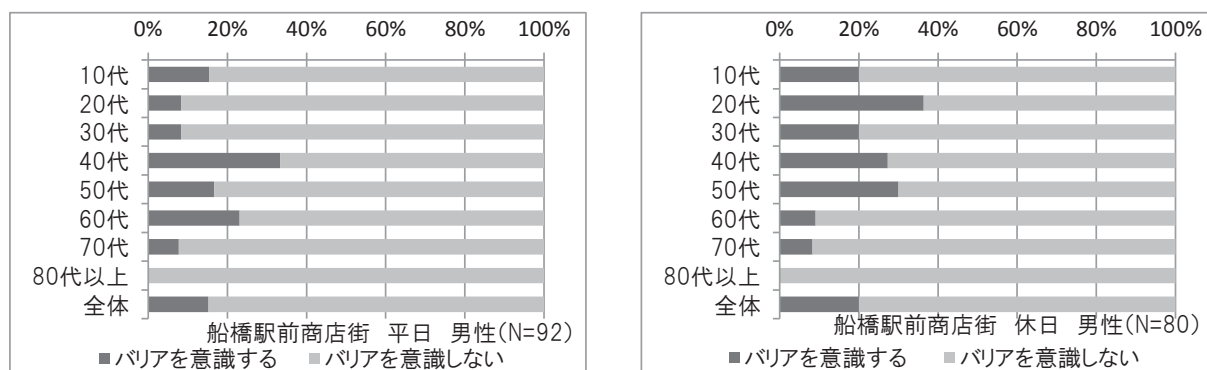 0% 20% 40% 60% 80% 100%
10代
20代
30代
40代
50代
60代
70代
80代以上
全体
船橋駅前商店街 平日 男性(N=92)
■バリアを意識する ■バリアを意識しない
0% 20% 40% 60% 80% 100%
10代
20代
30代
40代
50代
60代
70代
80代以上
全体
船橋駅前商店街 休日 男性(N=80)
■バリアを意識する ■バリアを意識しない